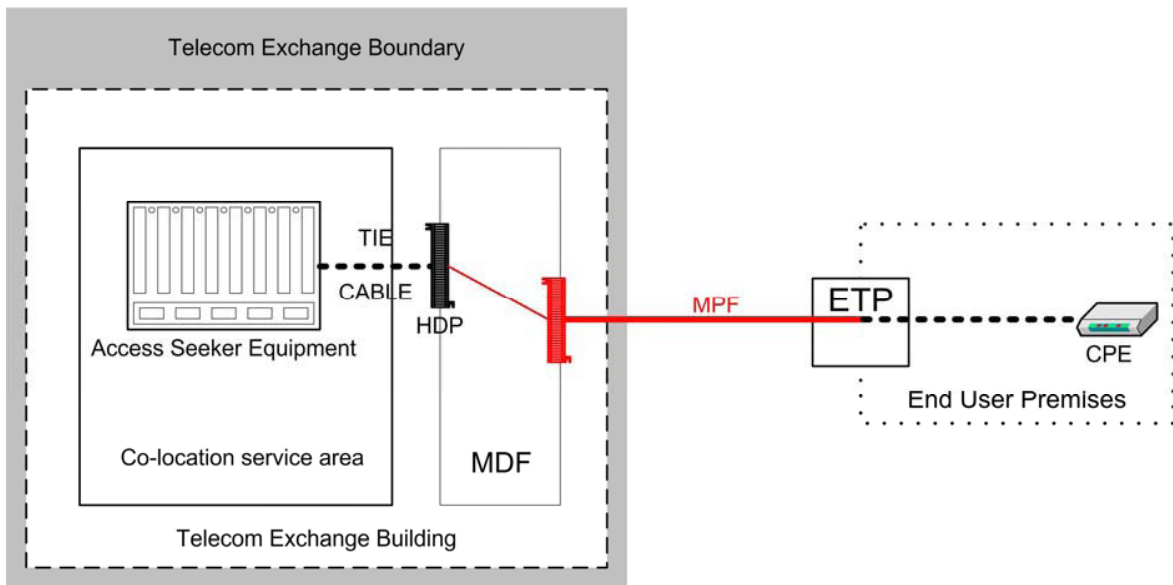 Telecom Exchange Boundary
TIE
CABLE
HDP
Access Seeker Equipment
Co-location service area
MDF
Telecom Exchange Building
MPF
ETP
CPE
End User Premises